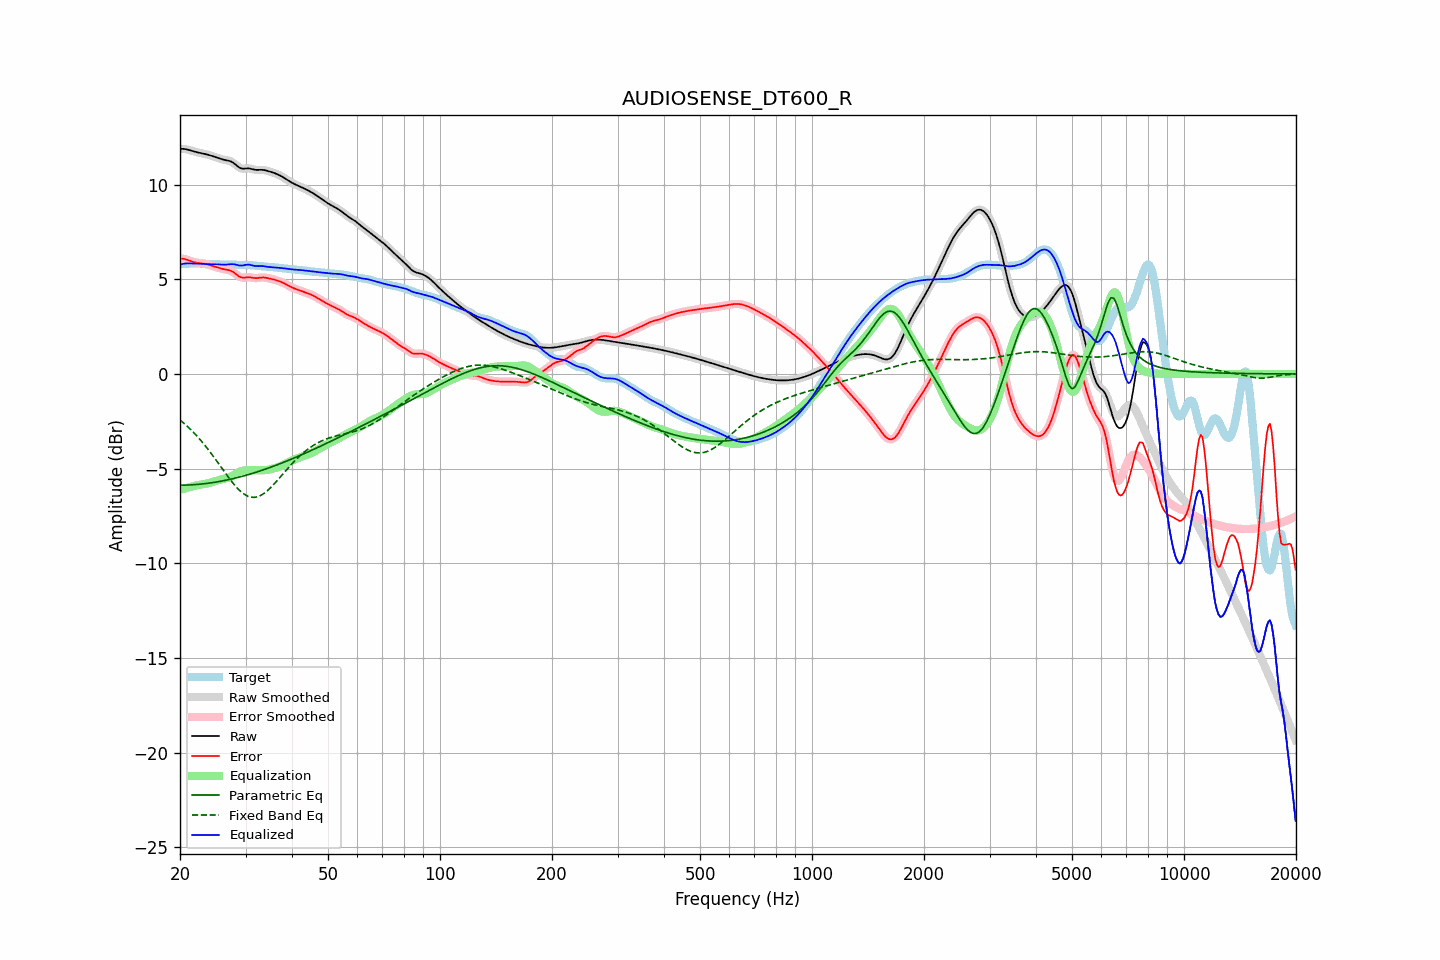 AUDIOSENSE_DT600_R
Amplitude (dBr)
10
5
0
−5
−10
−15
−20
−25
Target
Raw Smoothed
Error Smoothed
Raw
Error
Equalization
Parametric Eq
Fixed Band Eq
Equalized
20 50 100 200 500 1000 2000 5000 10000 20000
Frequency (Hz)